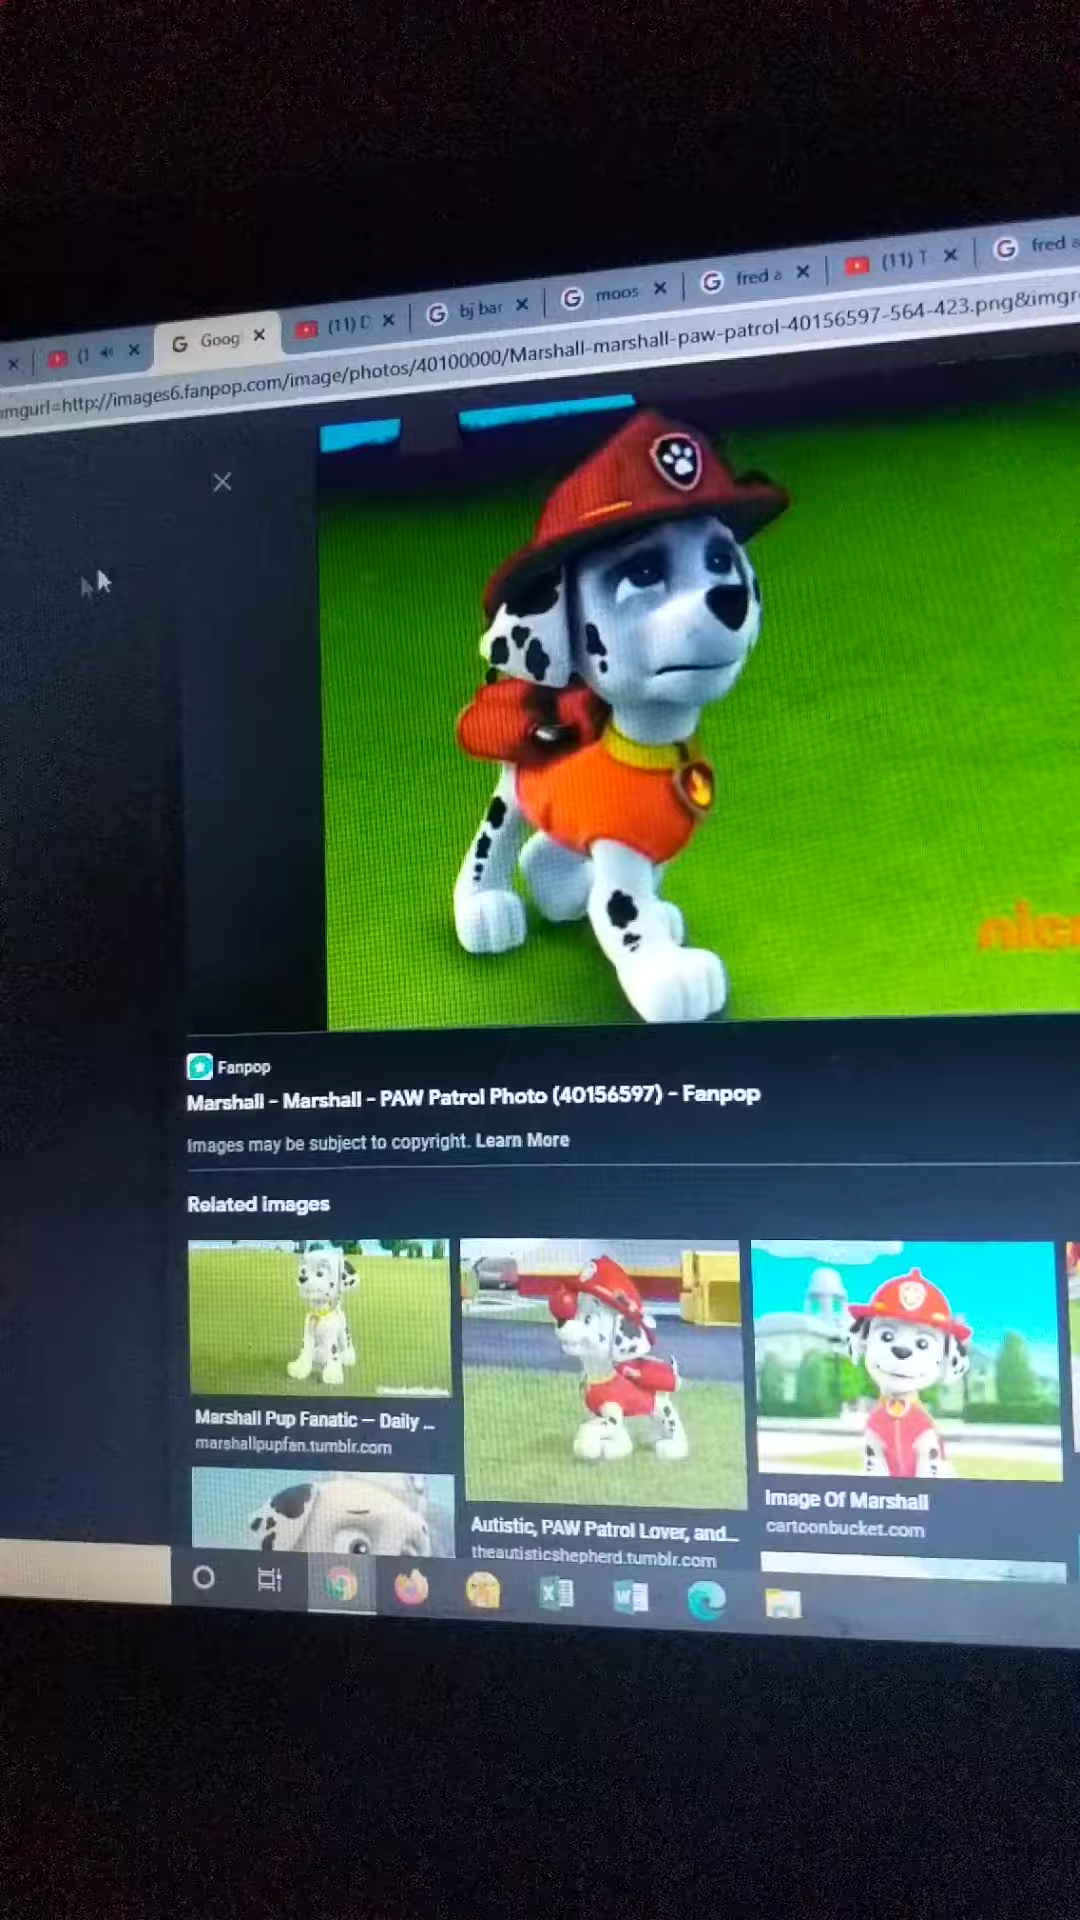 (1
Goog
(11) D
bj bar
moos
fred a
(11) T
fred a
mgurl=http://images6.fanpop.com/image/photos/40100000/Marshall-marshall-paw-patrol-40156597-564-423.png&imgr
nic
Fanpop
Marshall - Marshall - PAW Patrol Photo (40156597) - Fanpop
Images may be subject to copyright. Learn More
Related images
Marshall Pup Fanatic — Daily ...
marshallpupfan.tumblr.com
Autistic, PAW Patrol Lover, and...
theautisticshepherd.tumblr.com
Image Of Marshall
cartoonbucket.com